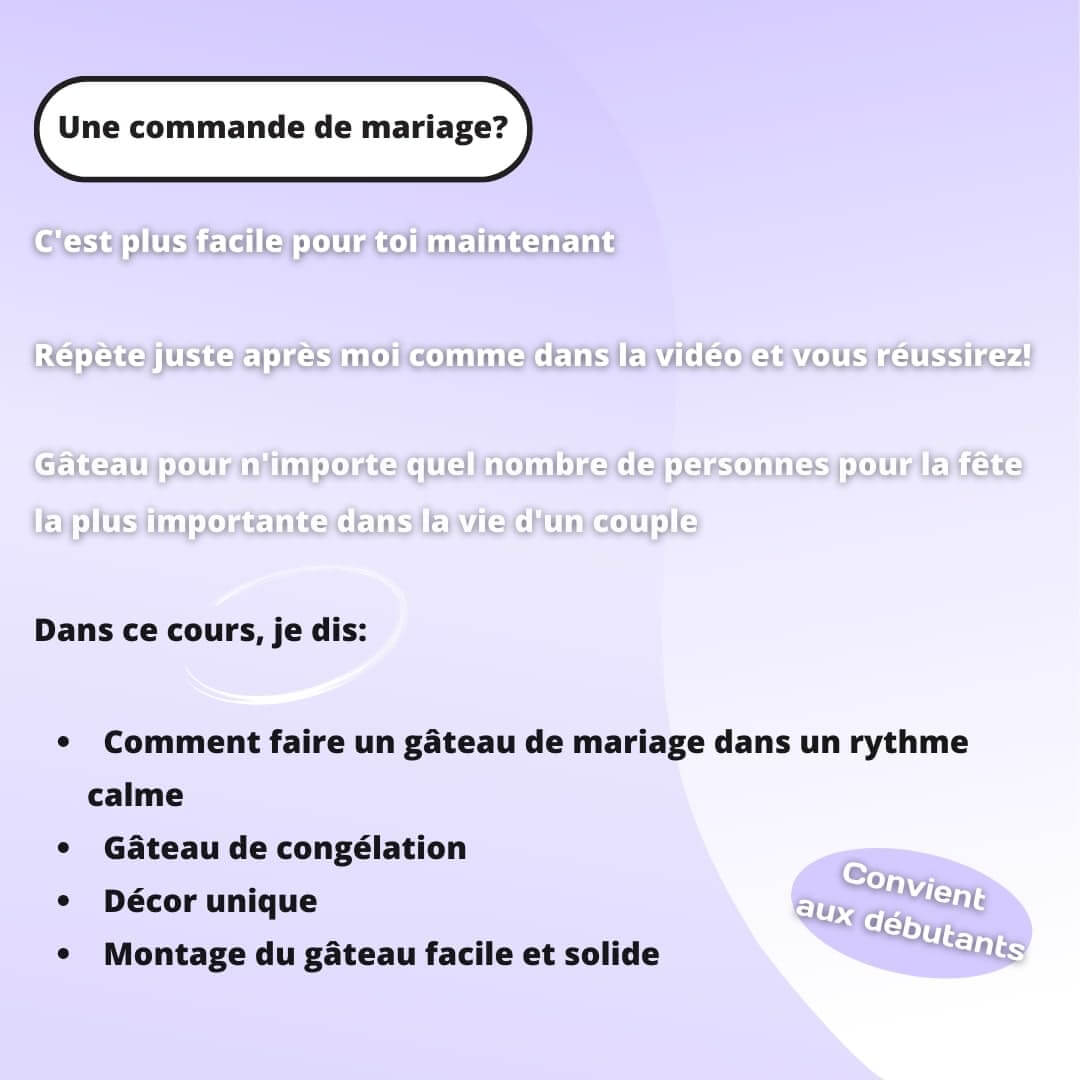 Une commande de mariage?
C'est plus facile pour toi maintenant
Répète juste après moi comme dans la vidéo et vous réussirez!
Gâteau pour n'importe quel nombre de personnes pour la fête
la plus importante dans la vie d'un couple
Dans ce cours, je dis:
• Comment faire un gâteau de mariage dans un rythme
calme
• Gâteau de congélation
• Décor unique
• Montage du gâteau facile et solide
Convient
aux débutants